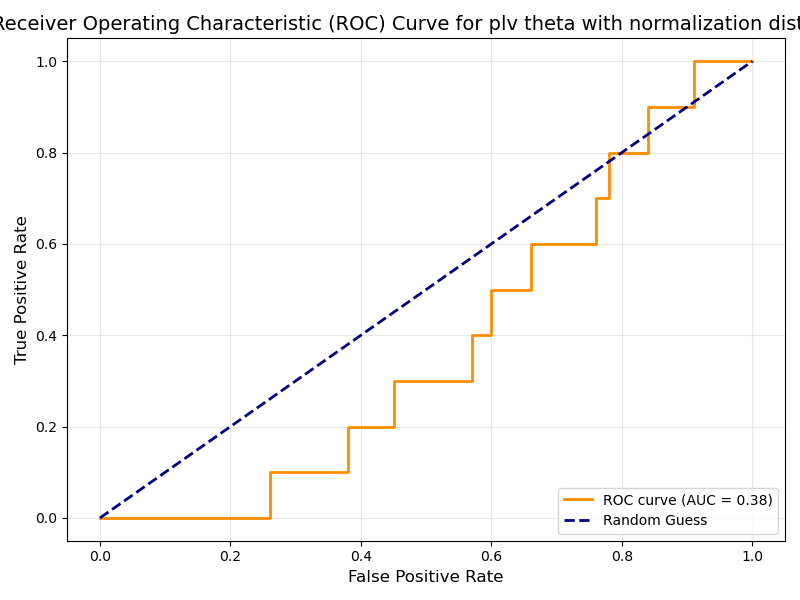 Receiver Operating Characteristic (ROC) Curve for plv theta with normalization dist
True Positive Rate
1.0
0.8
0.6
0.4
0.2
0.0
ROC curve (AUC = 0.38)
Random Guess
0.0 0.2 0.4 0.6 0.8 1.0
False Positive Rate